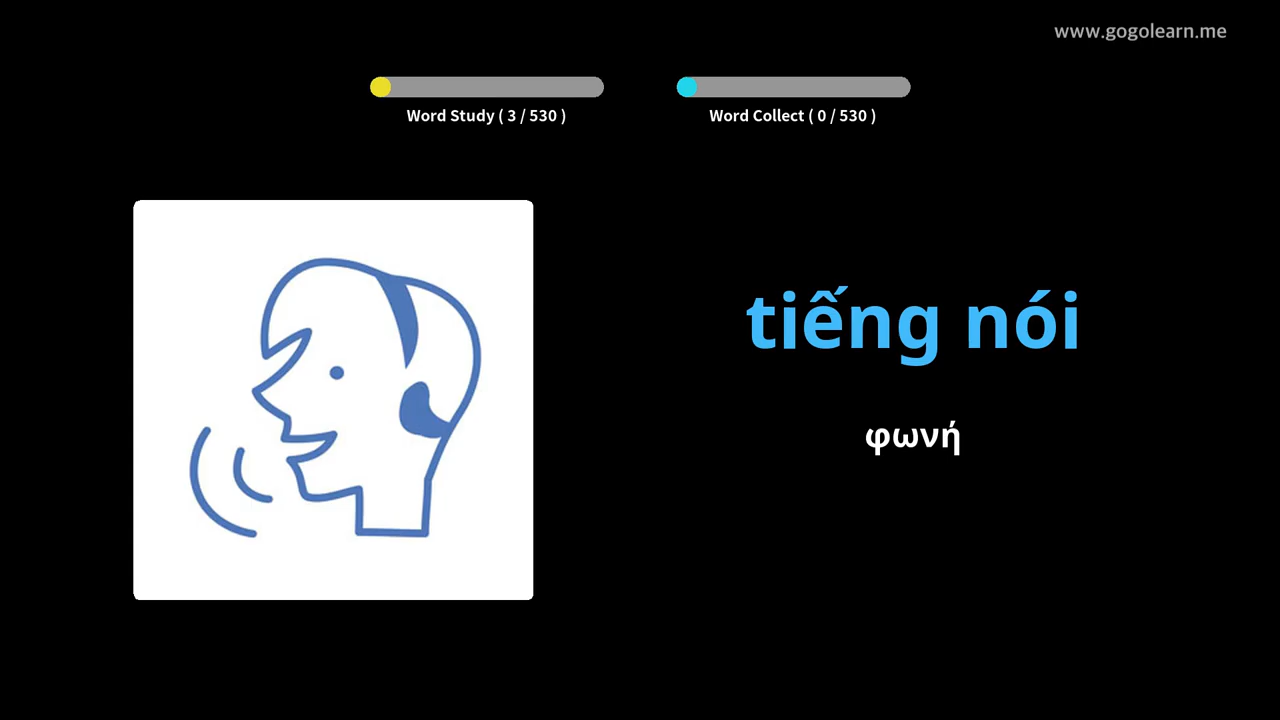 www.gogolearn.me
Word Study ( 3 / 530 )
Word Collect ( 0 / 530 )
tiếng nói
φωνή